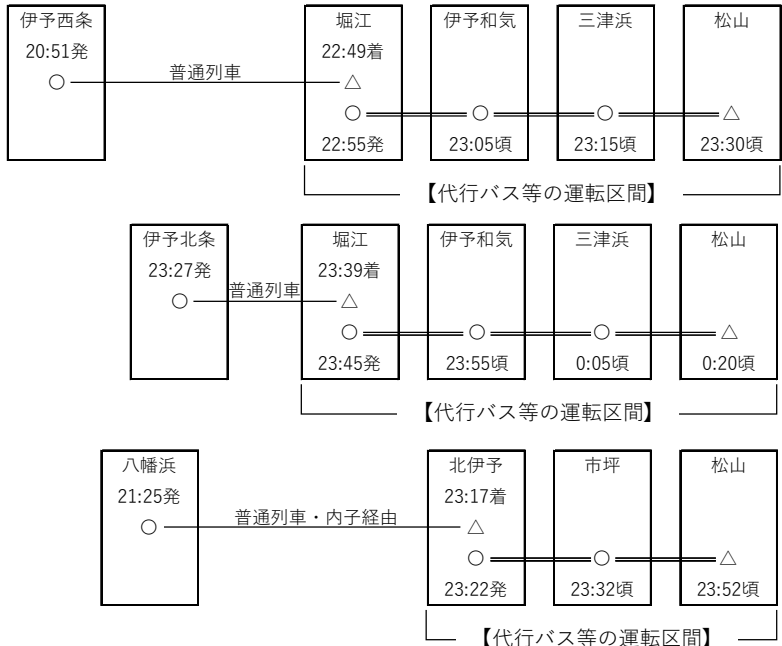 伊予西条 堀江 伊予和気 三津浜 松山
20:51発 22:49着
普通列車
○ △
○ ○ ○ △
22:55発 23:05頃 23:15頃 23:30頃
【代行バス等の運転区間】
伊予北条 堀江 伊予和気 三津浜 松山
23:27発 23:39着
普通列車
○ △
○ ○ ○ △
23:45発 23:55頃 0:05頃 0:20頃
【代行バス等の運転区間】
八幡浜 北伊予 市坪 松山
21:25発 23:17着
普通列車・内子経由
○ △
○ ○ △
23:22発 23:32頃 23:52頃
【代行バス等の運転区間】